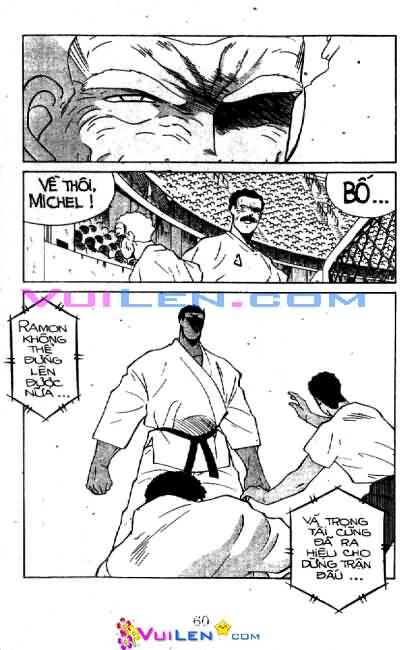 VỀ THÔI,
MICHEL!
BỐ...
VUILEN.COM
RAMON
KHÔNG
THỂ
ĐỨNG
LÊN
ĐƯỢC
NỮA...
VÀ TRỌNG
TÀI CŨNG
ĐÃ RA
HIỆU CHO
DỪNG TRẬN
ĐẤU...
60
VUILEN